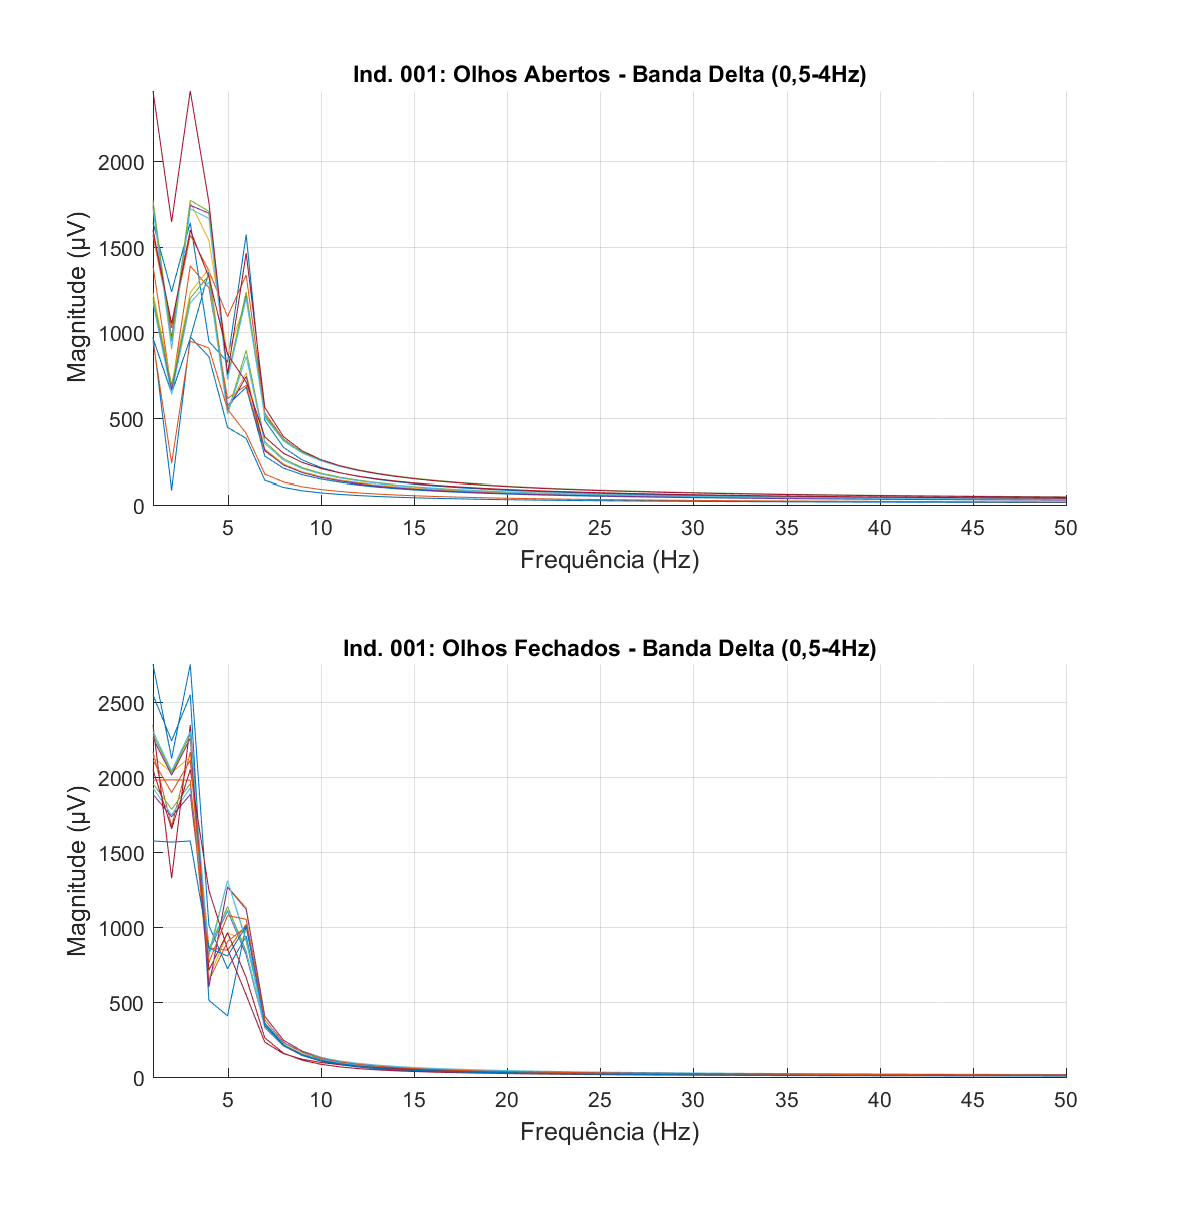 Ind. 001: Olhos Abertos - Banda Delta (0,5-4Hz)
Magnitude (µV)
2000
1500
1000
500
0
5 10 15 20 25 30 35 40 45 50
Frequência (Hz)
Ind. 001: Olhos Fechados - Banda Delta (0,5-4Hz)
Magnitude (µV)
2500
2000
1500
1000
500
0
5 10 15 20 25 30 35 40 45 50
Frequência (Hz)